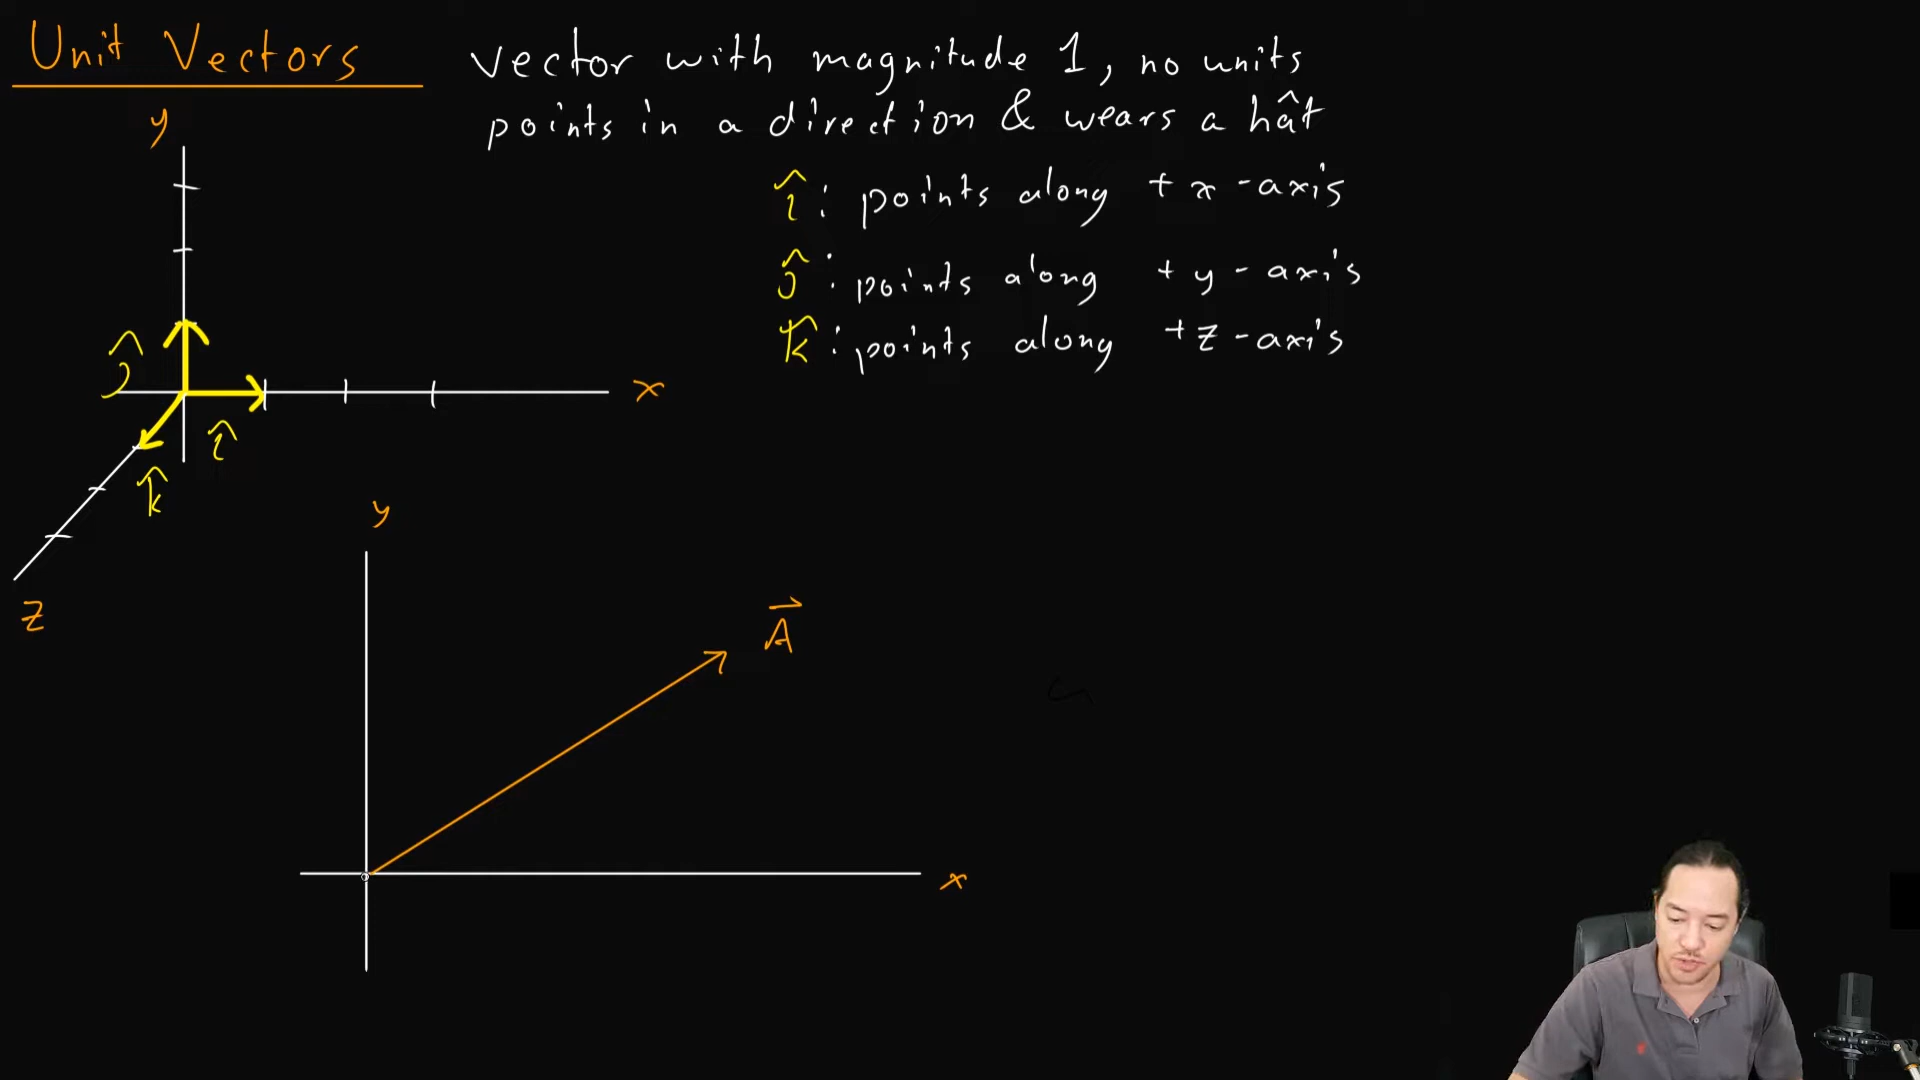 Unit Vectors
vector with magnitude 1, no units
points in a direction & wears a hât
î: points along + x-axis
ĵ: points along + y-axis
k̂: points along + z-axis
y
ĵ
x
î
k̂
z
y
A⃗
x